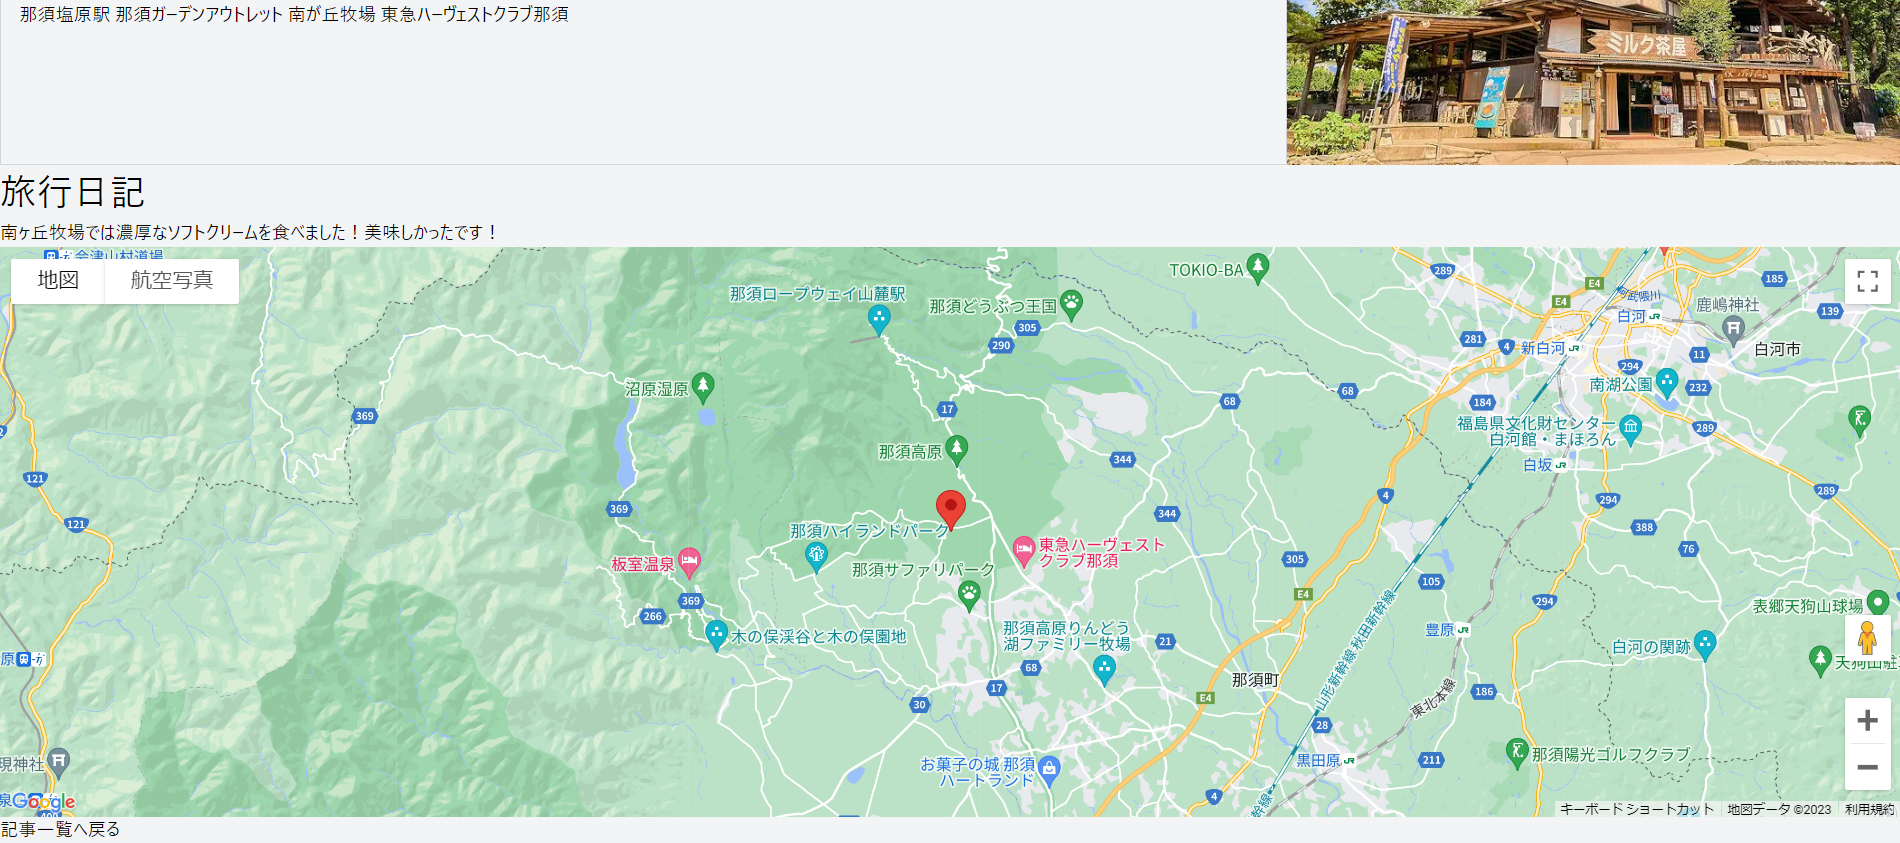 那須塩原駅 那須ガーデンアウトレット 南が丘牧場 東急ハーヴェストクラブ那須
ミルク茶屋
旅行日記
南ヶ丘牧場では濃厚なソフトクリームを食べました！美味しかったです！
会津山村道場
地図
航空写真
TOKIO-BA
289
185
E4
E4
阿武隈川
鹿嶋神社
139
那須ロープウェイ山麓駅
那須どうぶつ王国
305
290
白河
281
4
新白河
11
白河市
294
南湖公園
232
沼原湿原
369
17
68
68
184
福島県文化財センター
白河館・まほろん
289
那須高原
344
白坂
121
369
4
294
289
121
344
388
那須ハイランドパーク
東急ハーヴェスト
クラブ那須
76
板室温泉
那須サファリパーク
305
105
369
E4
294
表郷天狗山球場
266
木の俣渓谷と木の俣園地
那須高原りんどう
湖ファミリー牧場
21
豊原
白河の関跡
原
68
那須町
山形新幹線 秋田新幹線
17
E4
186
東北本線
30
28
現神社
お菓子の城 那須
ハートランド
黒田原
211
那須陽光ゴルフクラブ
4
幹線
泉
Google
キーボード ショートカット
地図データ ©2023
利用規約
記事一覧へ戻る